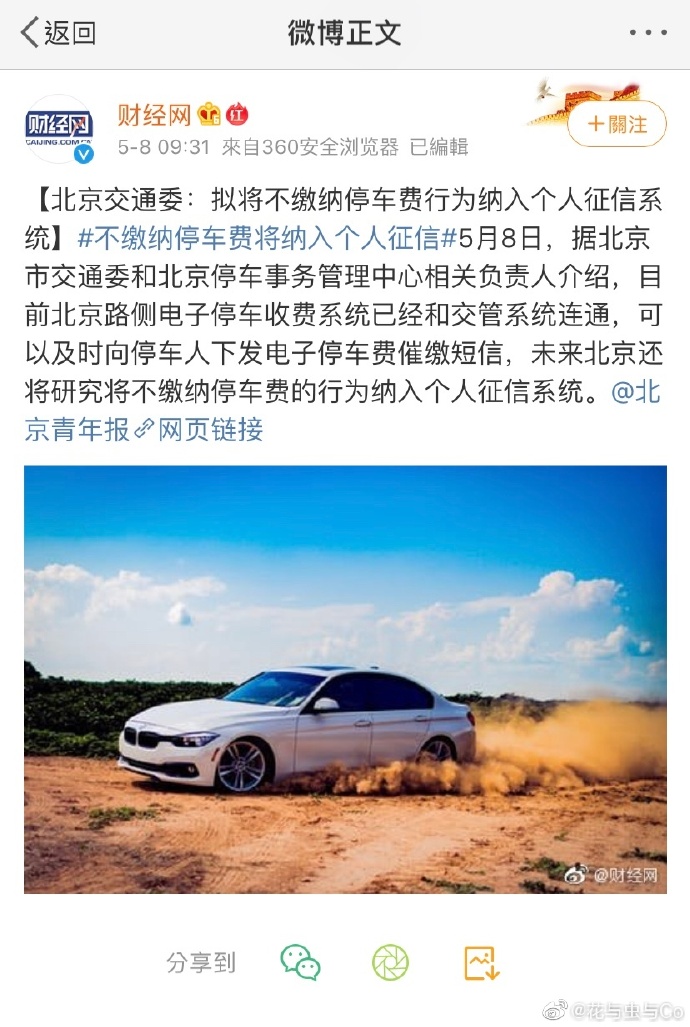 返回
微博正文
财经网
CAIJING.COM.CN
财经网
红
+關注
5-8 09:31 來自360安全浏览器 已編輯
【北京交通委：拟将不缴纳停车费行为纳入个人征信系
统】#不缴纳停车费将纳入个人征信#5月8日，据北京
市交通委和北京停车事务管理中心相关负责人介绍，目
前北京路侧电子停车收费系统已经和交管系统连通，可
以及时向停车人下发电子停车费催缴短信，未来北京还
将研究将不缴纳停车费的行为纳入个人征信系统。@北
京青年报网页链接
@财经网
分享到
@花与虫与Co